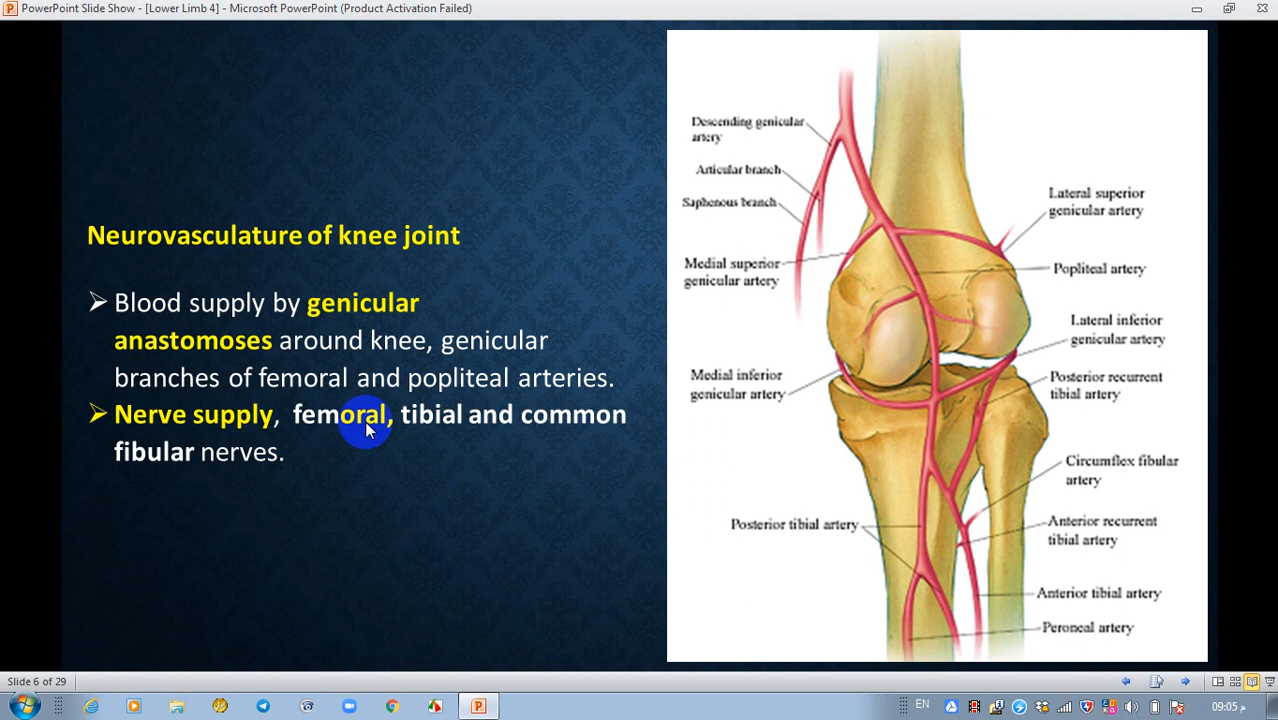 PowerPoint Slide Show - [Lower Limb 4] - Microsoft PowerPoint (Product Activation Failed)
Neurovasculature of knee joint
Blood supply by genicular
anastomoses around knee, genicular
branches of femoral and popliteal arteries.
Nerve supply, femoral, tibial and common
fibular nerves.
Descending genicular
artery
Articular branch
Saphenous branch
Medial superior
genicular artery
Medial inferior
genicular artery
Posterior tibial artery
Lateral superior
genicular artery
Popliteal artery
Lateral inferior
genicular artery
Posterior recurrent
tibial artery
Circumflex fibular
artery
Anterior recurrent
tibial artery
Anterior tibial artery
Peroneal artery
Slide 6 of 29
EN
09:05 م